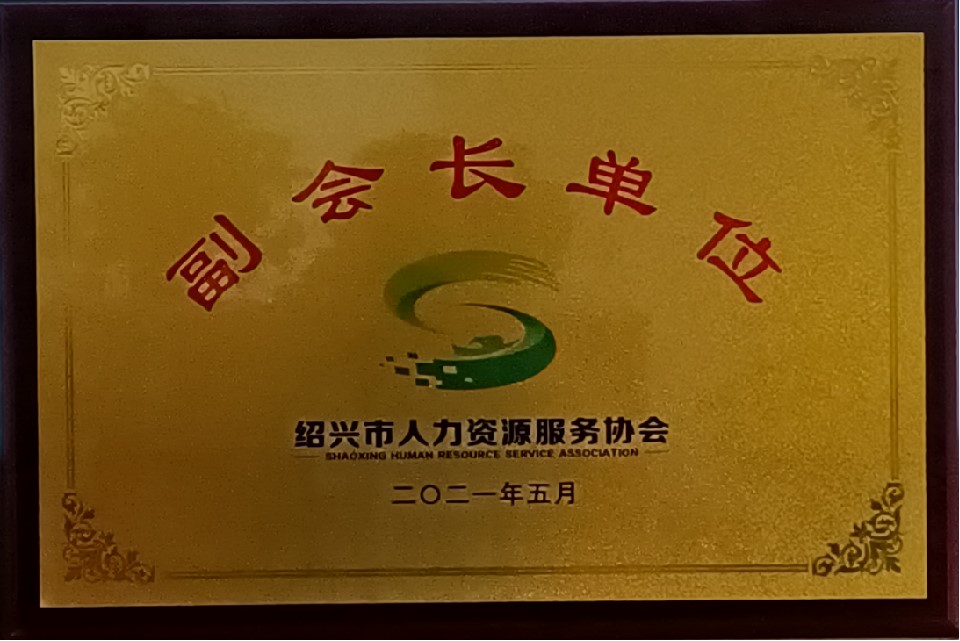 副会长单位
绍兴市人力资源服务协会
SHAOXING HUMAN RESOURCE SERVICE ASSOCIATION
二〇二一年五月